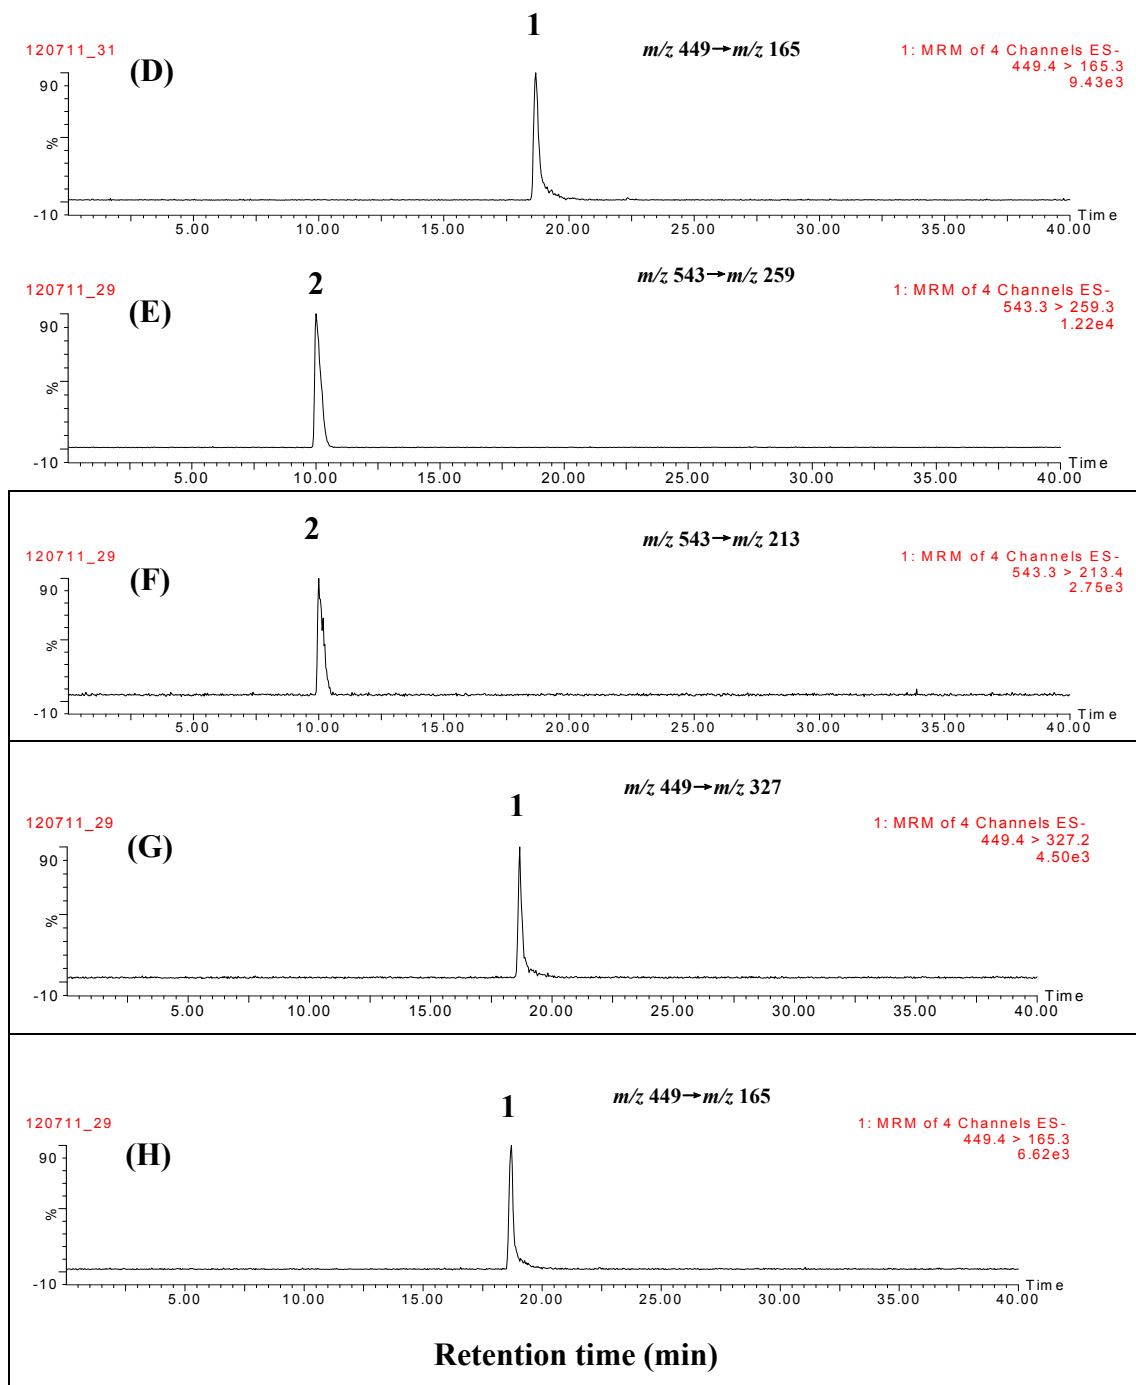 1
120711_31
(D)
m/z 449→m/z 165
1: MRM of 4 Channels ES-
449.4 > 165.3
9.43e3
90
%
-10
5.00 10.00 15.00 20.00 25.00 30.00 35.00 40.00
Time
2
120711_29
(E)
m/z 543→m/z 259
1: MRM of 4 Channels ES-
543.3 > 259.3
1.22e4
90
%
-10
5.00 10.00 15.00 20.00 25.00 30.00 35.00 40.00
Time
2
120711_29
(F)
m/z 543→m/z 213
1: MRM of 4 Channels ES-
543.3 > 213.4
2.75e3
90
%
-10
5.00 10.00 15.00 20.00 25.00 30.00 35.00 40.00
Time
1
120711_29
(G)
m/z 449→m/z 327
1: MRM of 4 Channels ES-
449.4 > 327.2
4.50e3
90
%
-10
5.00 10.00 15.00 20.00 25.00 30.00 35.00 40.00
Time
1
120711_29
(H)
m/z 449→m/z 165
1: MRM of 4 Channels ES-
449.4 > 165.3
6.62e3
90
%
-10
5.00 10.00 15.00 20.00 25.00 30.00 35.00 40.00
Time
Retention time (min)